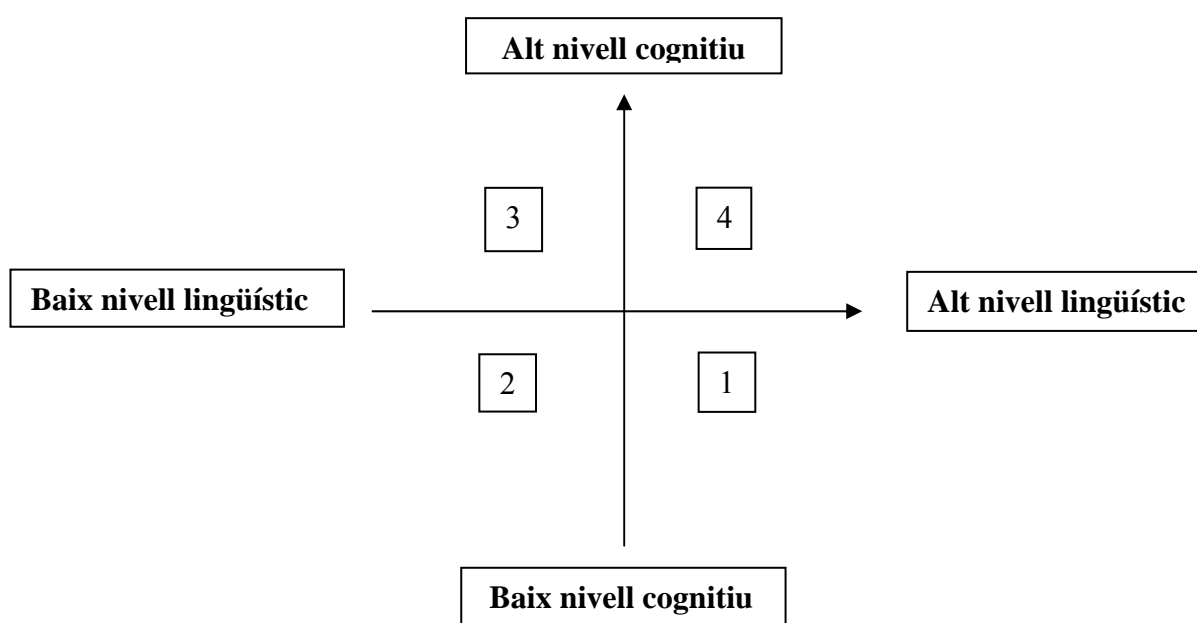 Alt nivell cognitiu
3
4
Baix nivell lingüístic
Alt nivell lingüístic
2
1
Baix nivell cognitiu